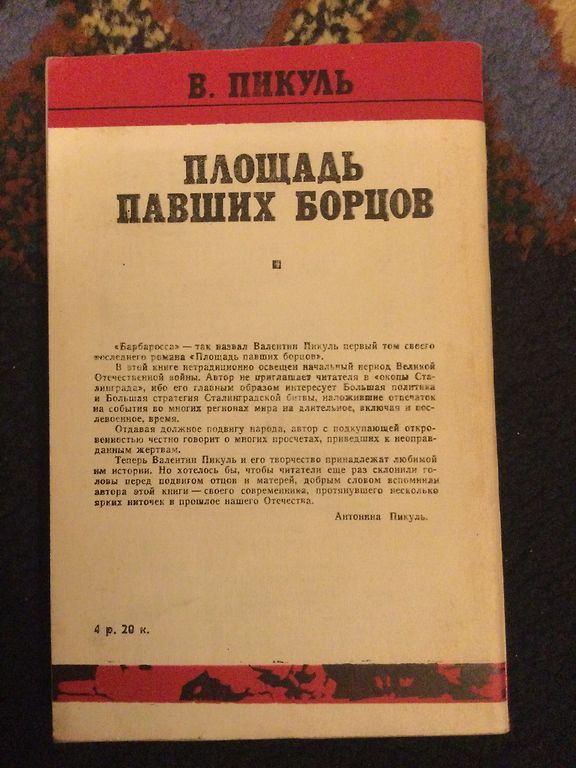 В. ПИКУЛЬ
ПЛОЩАДЬ
ПАВШИХ БОРЦОВ
«Барбаросса» — так назвал Валентин Пикуль первый том своего
последнего романа «Площадь павших борцов».
В этой книге нетрадиционно освещен начальный период Великой
Отечественной войны. Автор не приглашает читателя в «окопы Ста-
линграда», ибо его главным образом интересует Большая политика
и Большая стратегия Сталинградской битвы, наложившие отпечаток
на события во многих регионах мира на длительное, включая и пос-
левоенное, время.
Отдавая должное подвигу народа, автор с подкупающей откро-
венностью честно говорит о многих просчетах, приведших к неоправ-
данным жертвам.
Теперь Валентин Пикуль и его творчество принадлежат любимой
им истории. Но хотелось бы, чтобы читатели еще раз склонили го-
ловы перед подвигом отцов и матерей, добрым словом вспомнили
автора этой книги — своего современника, протянувшего несколько
ярких ниточек в прошлое нашего Отечества.
Антонина Пикуль.
4 р. 20 к.